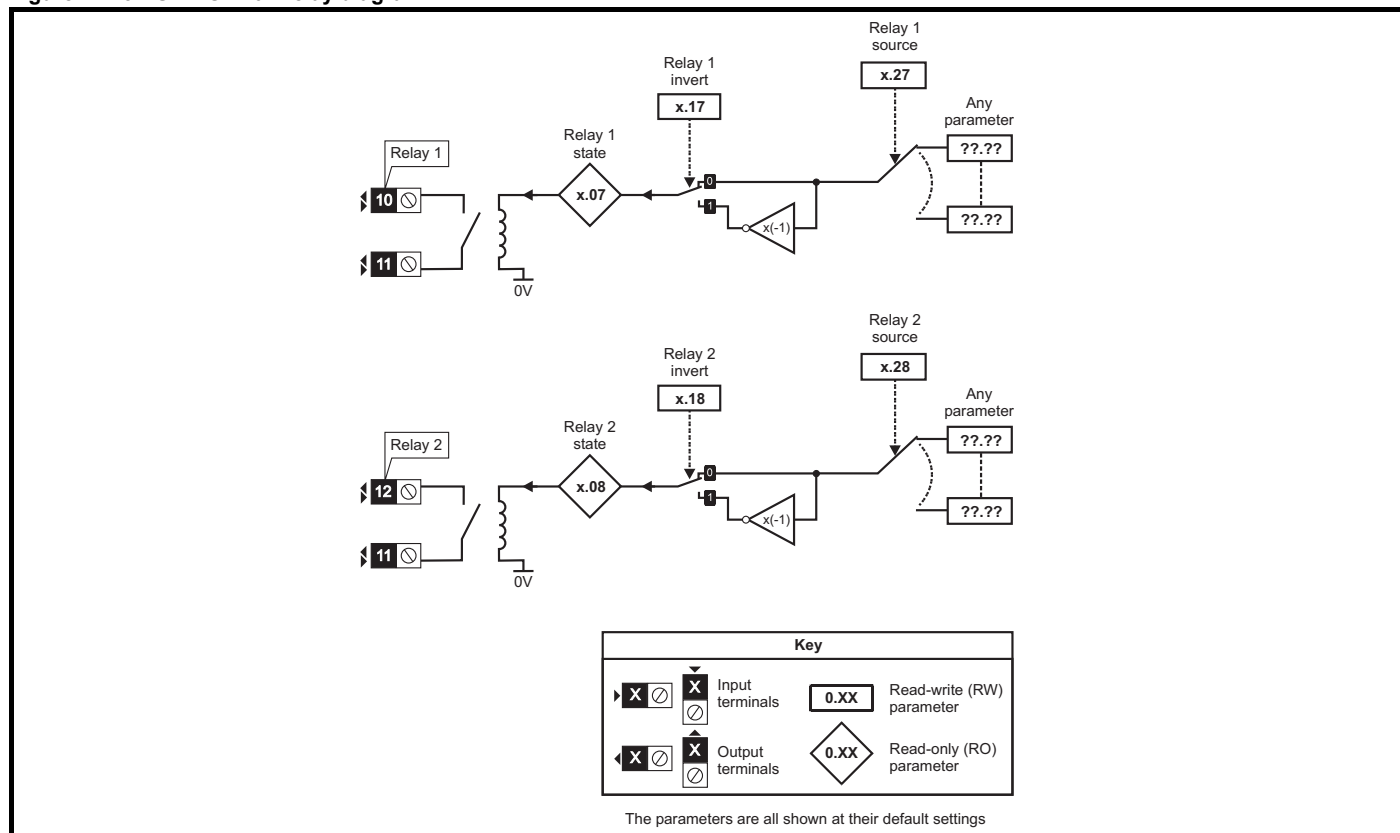 Relay 1
source
x.27
Relay 1
invert
x.17
Any
parameter
??.??
??.??
Relay 1
state
x.07
Relay 1
10
11
0
1
x(-1)
0V
Relay 2
source
x.28
Relay 2
invert
x.18
Any
parameter
??.??
??.??
Relay 2
state
x.08
Relay 2
12
11
0
1
x(-1)
0V
Key
X
X
Input
terminals
0.XX
Read-write (RW)
parameter
X
X
Output
terminals
0.XX
Read-only (RO)
parameter
The parameters are all shown at their default settings